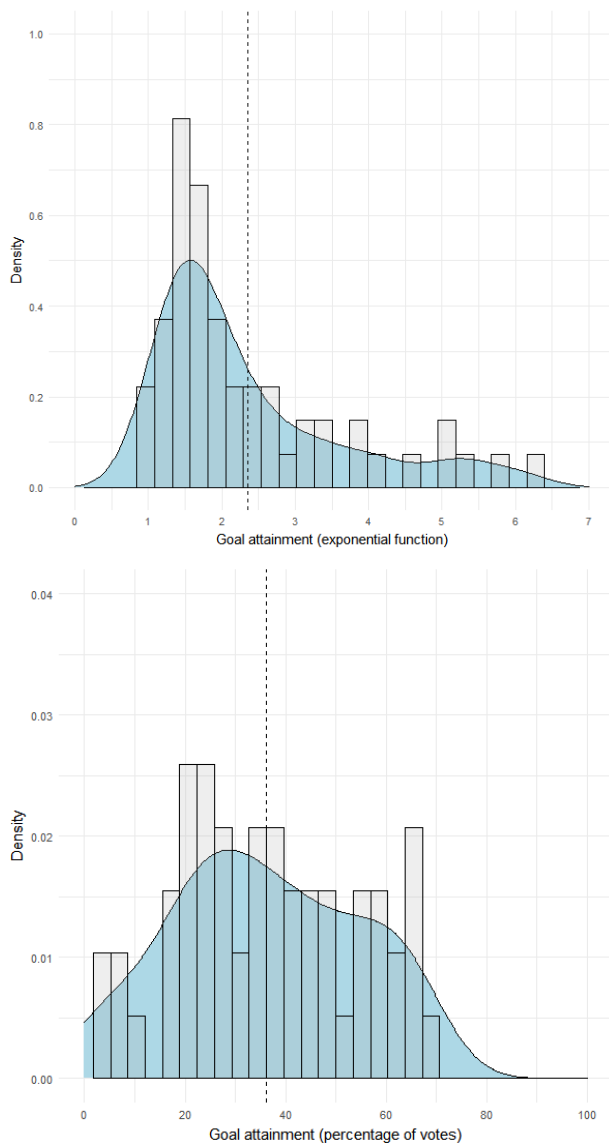 1.0
0.8
0.6
Density
0.4
0.2
0.0
0 1 2 3 4 5 6 7
Goal attainment (exponential function)
0.04
0.03
Density
0.02
0.01
0.00
0 20 40 60 80 100
Goal attainment (percentage of votes)